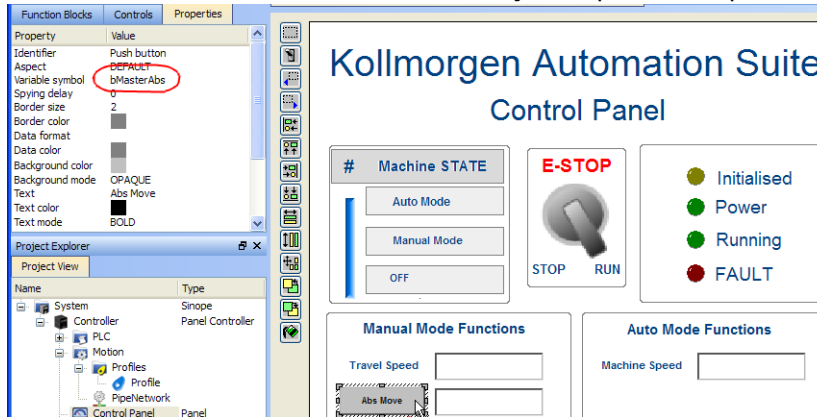 Function Blocks Controls Properties
Property Value
Identifier Push button
Aspect DEFAULT
Variable symbol bMasterAbs
Spying delay 0
Border size 2
Border color
Data format
Data color
Background color
Background mode OPAQUE
Text Abs Move
Text color
Text mode BOLD
Project Explorer
Project View
Name Type
System Sinope
Controller Panel Controller
PLC
Motion
Profiles
Profile
PipeNetwork
Control Panel Panel
Kollmorgen Automation Suite
Control Panel
# Machine STATE
Auto Mode
Manual Mode
OFF
E-STOP
STOP RUN
Initialised
Power
Running
FAULT
Manual Mode Functions
Travel Speed
Abs Move
Auto Mode Functions
Machine Speed